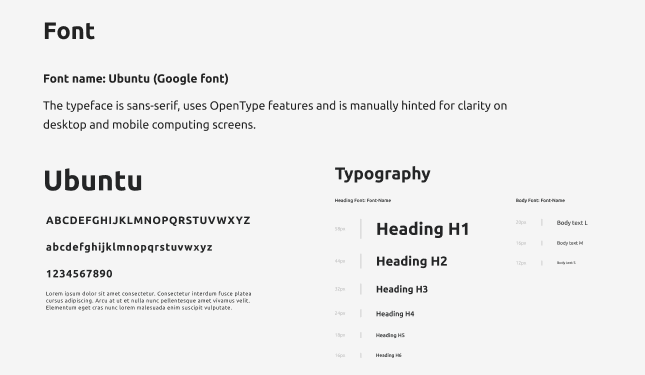 Font
Font name: Ubuntu (Google font)
The typeface is sans-serif, uses OpenType features and is manually hinted for clarity on
desktop and mobile computing screens.
Ubuntu
ABCDEFGHIJKLMNOPQRSTUVWXYZ
abcdefghijklmnopqrstuvwxyz
1234567890
Lorem ipsum dolor sit amet consectetur. Consectetur interdum fusce platea
cursus adipiscing. Arcu at ut et nulla nunc pellentesque amet vivamus velit.
Elementum eget cras nunc lorem malesuada enim suscipit vulputate.
Typography
Heading Font: Font-Name
Heading H1
44px Heading H2
32px Heading H3
24px Heading H4
18px Heading H5
16px Heading H6
Body Font: Font-Name
20px Body text L
16px Body text M
12px Body text S